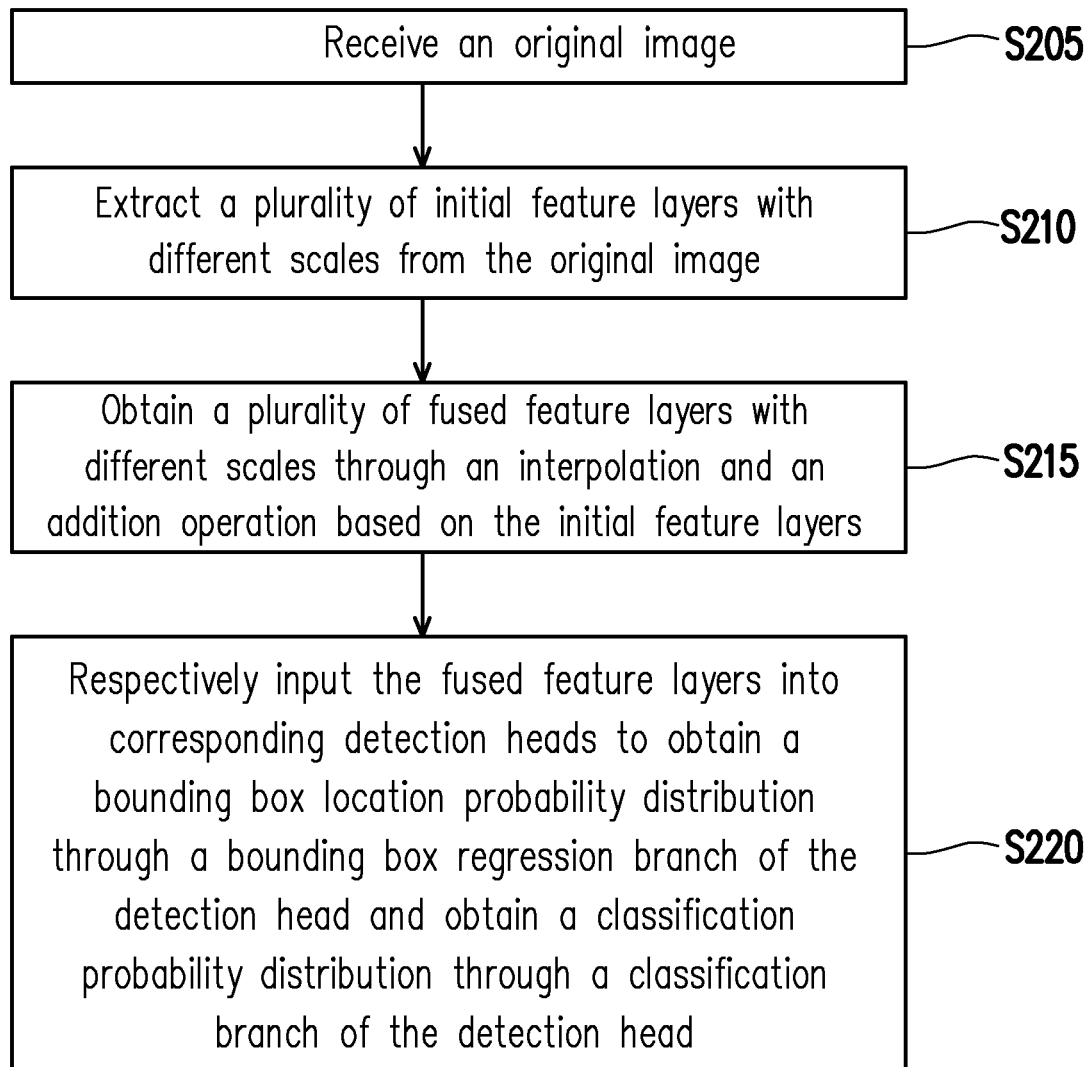 Receive an original image
S205
Extract a plurality of initial feature layers with
different scales from the original image
S210
Obtain a plurality of fused feature layers with
different scales through an interpolation and an
addition operation based on the initial feature layers
S215
Respectively input the fused feature layers into
corresponding detection heads to obtain a
bounding box location probability distribution
through a bounding box regression branch of the
detection head and obtain a classification
probability distribution through a classification
branch of the detection head
S220